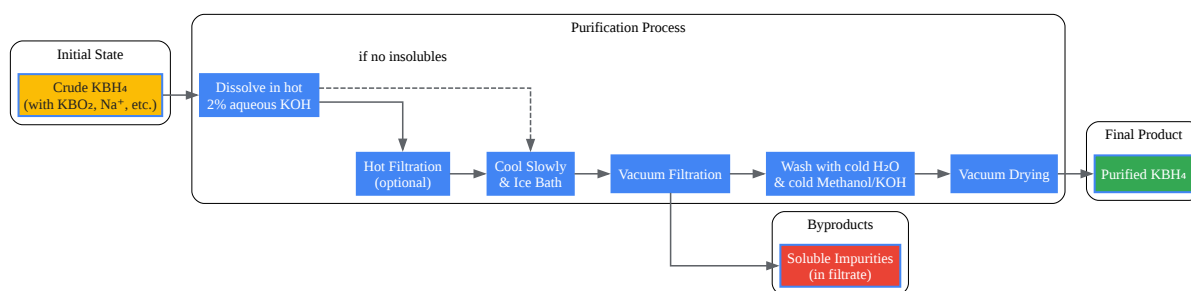 Purification Process
Initial State
if no insolubles
Crude KBH₄
(with KBO₂, Na⁺, etc.)
Dissolve in hot
2% aqueous KOH
Final Product
Hot Filtration
(optional)
Cool Slowly
& Ice Bath
Vacuum Filtration
Wash with cold H₂O
& cold Methanol/KOH
Vacuum Drying
Purified KBH₄
Byproducts
Soluble Impurities
(in filtrate)